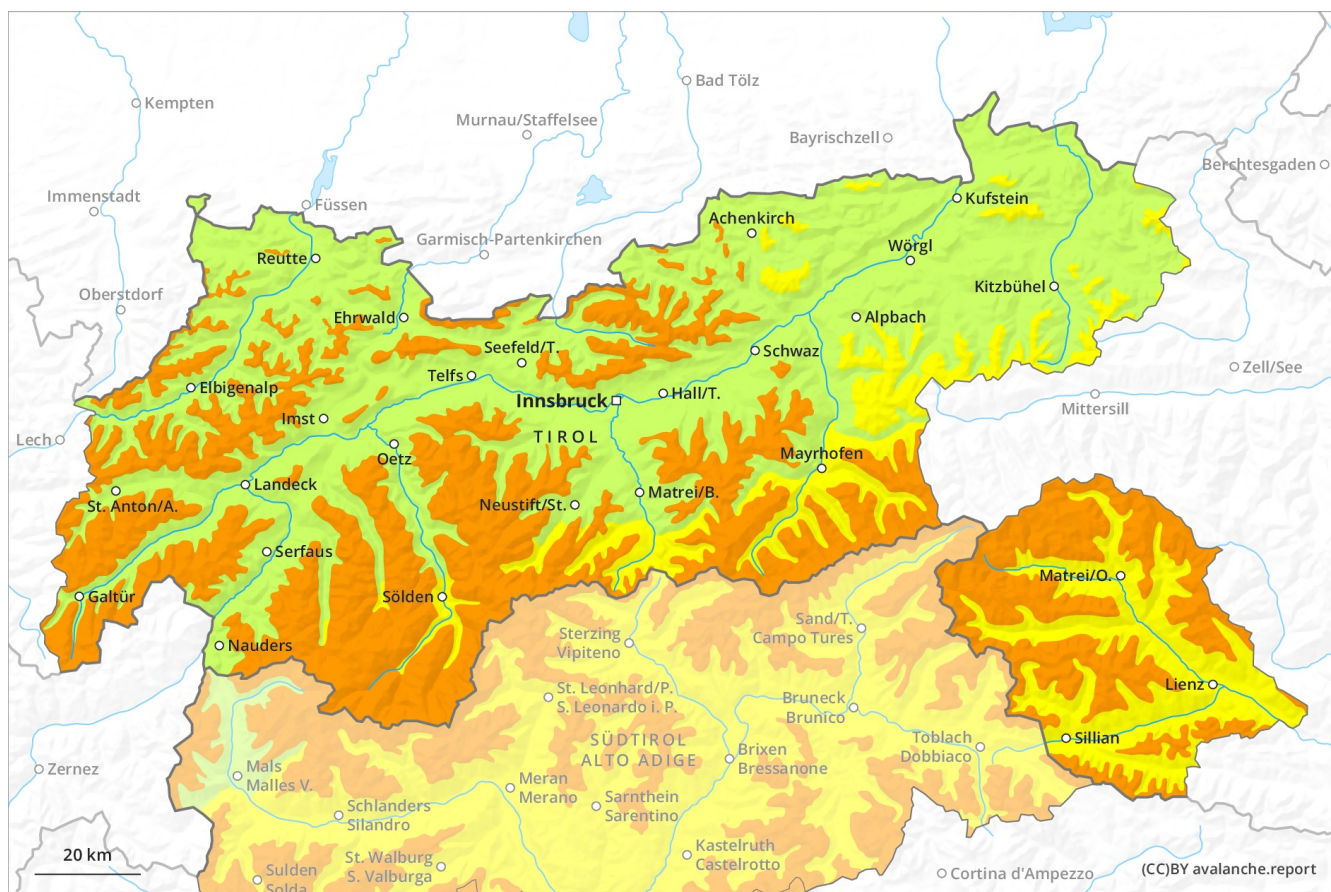 Kempten
Bad Tölz
Murnau/Staffelsee
Bayrischzell
Berchtesgaden
Immenstadt
Füssen
Kufstein
Achenkirch
Garmisch-Partenkirchen
Wörgl
Reutte
Oberstdorf
Kitzbühel
Ehrwald
Alpbach
Seefeld/T.
Schwaz
Zell/See
Telfs
Elbigenalp
Hall/T.
Innsbruck
Mittersill
Imst
Lech
TIROL
Oetz
Mayrhofen
Landeck
Matrei/B.
St. Anton/A.
Neustift/St.
Serfaus
Matrei/O.
Galtür
Sölden
Sand/T.
Campo Tures
Sterzing
Vipiteno
Nauders
Lienz
St. Leonhard/P.
S. Leonardo i. P.
Bruneck
Brunico
SÜDTIROL
ALTO ADIGE
Toblach
Dobbiaco
Sillian
Brixen
Bressanone
Zernez
Mals
Malles V.
Meran
Merano
Sarnthein
Sarentino
Schlanders
Silandro
Kastelruth
Castelrotto
20 km
St. Walburg
S. Valburga
Sulden
Solda
Cortina d'Ampezzo
(CC)BY avalanche.report